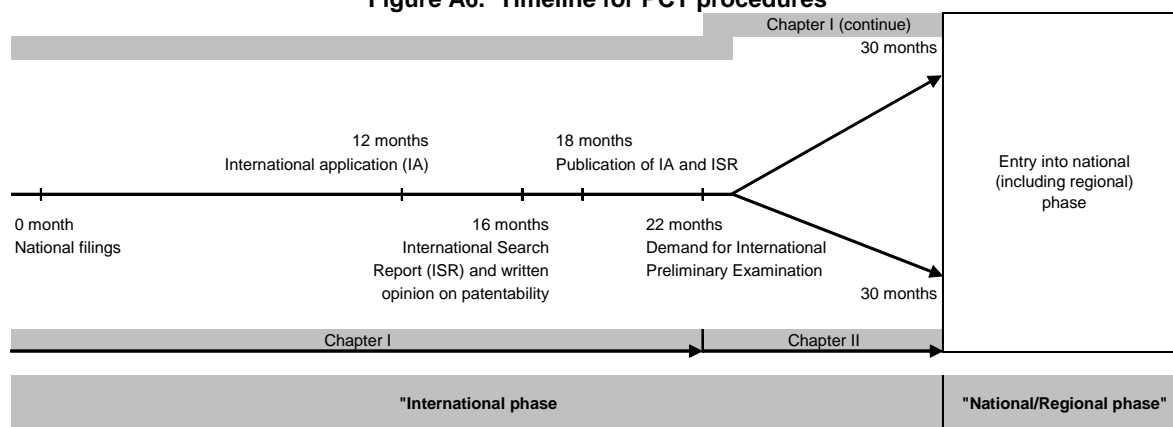 Figure A6. Timeline for PCT procedures
Chapter I (continue)
30 months
12 months
International application (IA)
18 months
Publication of IA and ISR
Entry into national
(including regional)
phase
0 month
National filings
16 months
International Search
Report (ISR) and written
opinion on patentability
22 months
Demand for International
Preliminary Examination
30 months
Chapter I
Chapter II
"International phase
"National/Regional phase"